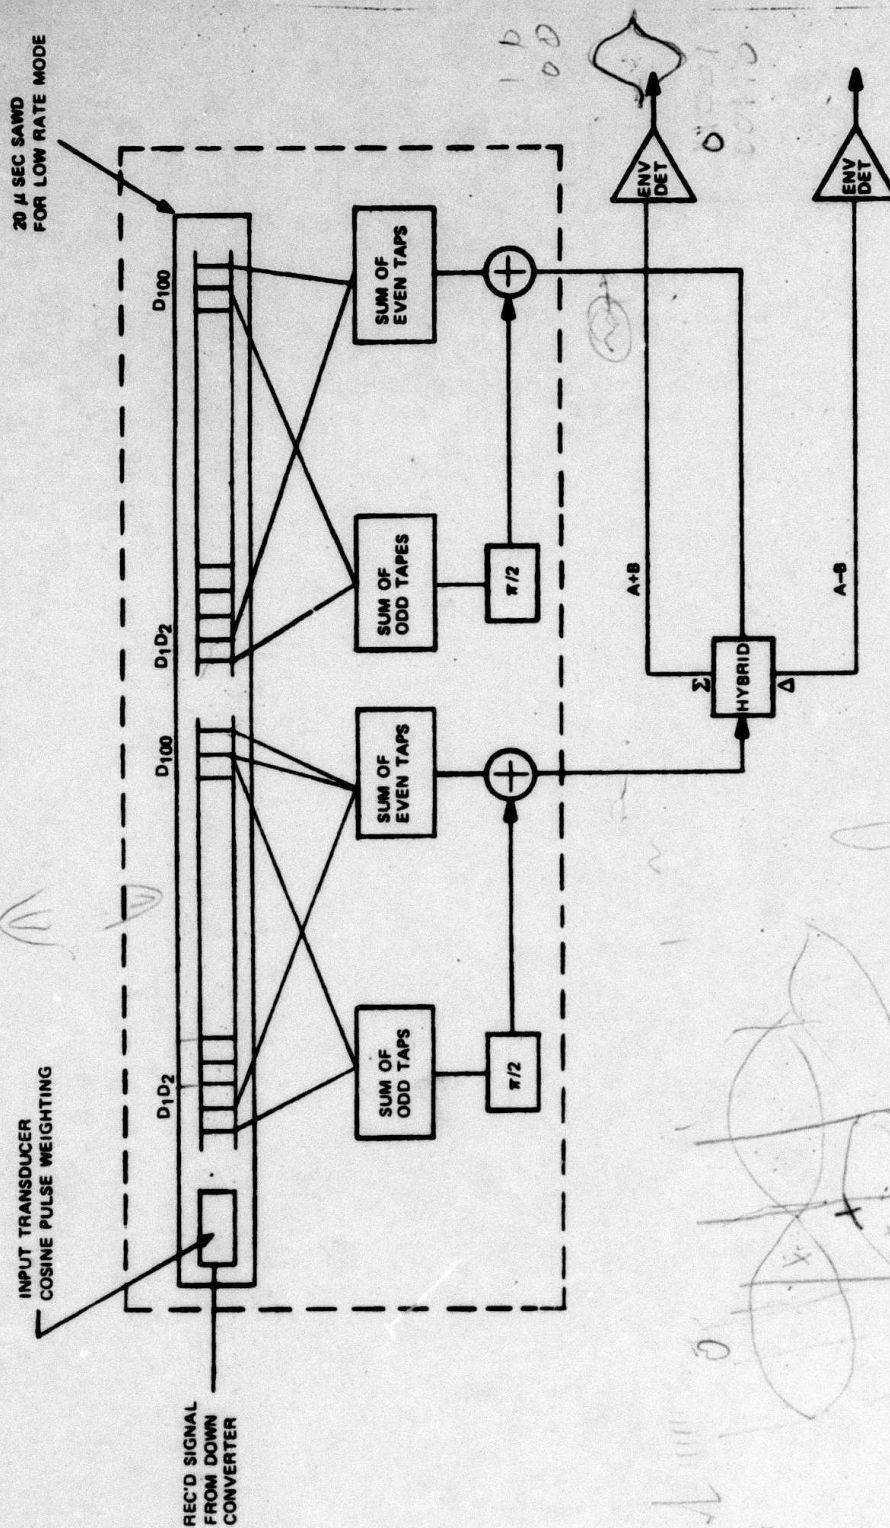 20 μ SEC SAWD
FOR LOW RATE MODE
INPUT TRANSDUCER
COSINE PULSE WEIGHTING
REC'D SIGNAL
FROM DOWN
CONVERTER
D1D2
D100
D1D2
D100
SUM OF
ODD TAPS
SUM OF
EVEN TAPS
SUM OF
ODD TAPES
SUM OF
EVEN TAPS
π/2
π/2
HYBRID
Σ
Δ
A+B
A−B
ENV
DET
ENV
DET